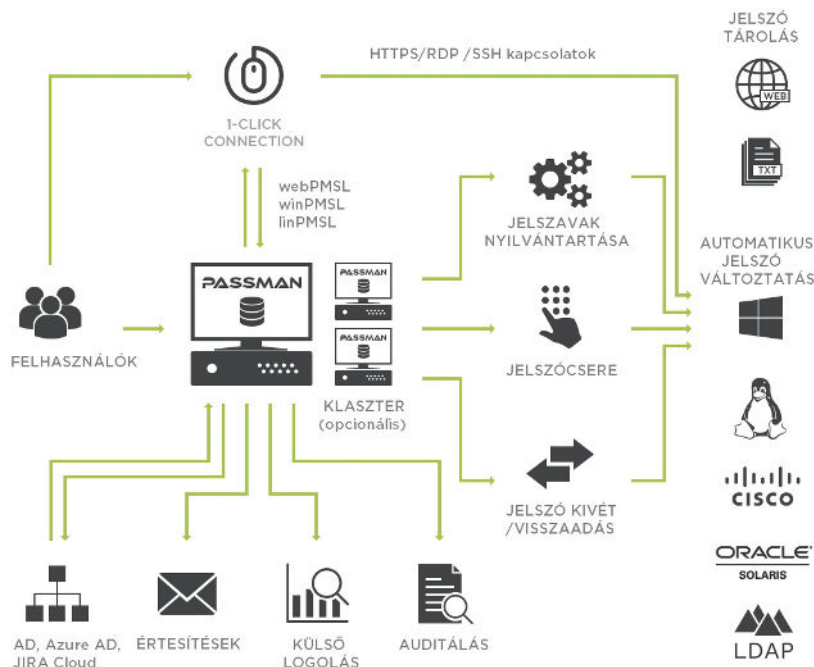 JELSZÓ
TÁROLÁS
HTTPS/RDP /SSH kapcsolatok
WEB
1-CLICK
CONNECTION
TXT
webPMSL
winPMSL
linPMSL
JELSZAVAK
NYILVÁNTARTÁSA
AUTOMATIKUS
JELSZÓ
VÁLTOZTATÁS
PASSMAN
PASSMAN
PASSMAN
FELHASZNÁLÓK
JELSZÓCSERE
KLASZTER
(opcionális)
JELSZÓ KIVÉT
/VISSZAADÁS
CISCO
ORACLE
SOLARIS
AD, Azure AD,
JIRA Cloud
ÉRTESÍTÉSEK
KÜLSŐ
LOGOLÁS
AUDITÁLÁS
LDAP